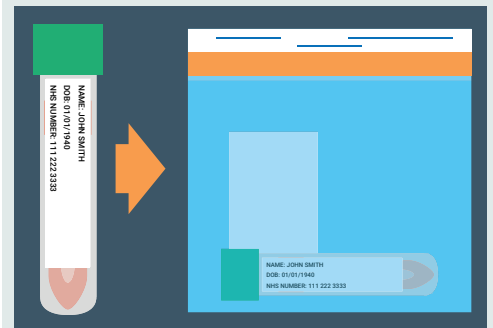 NAME: JOHN SMITH
DOB: 01/01/1940
NHS NUMBER: 111 222 3333
NAME: JOHN SMITH
DOB: 01/01/1940
NHS NUMBER: 111 222 3333